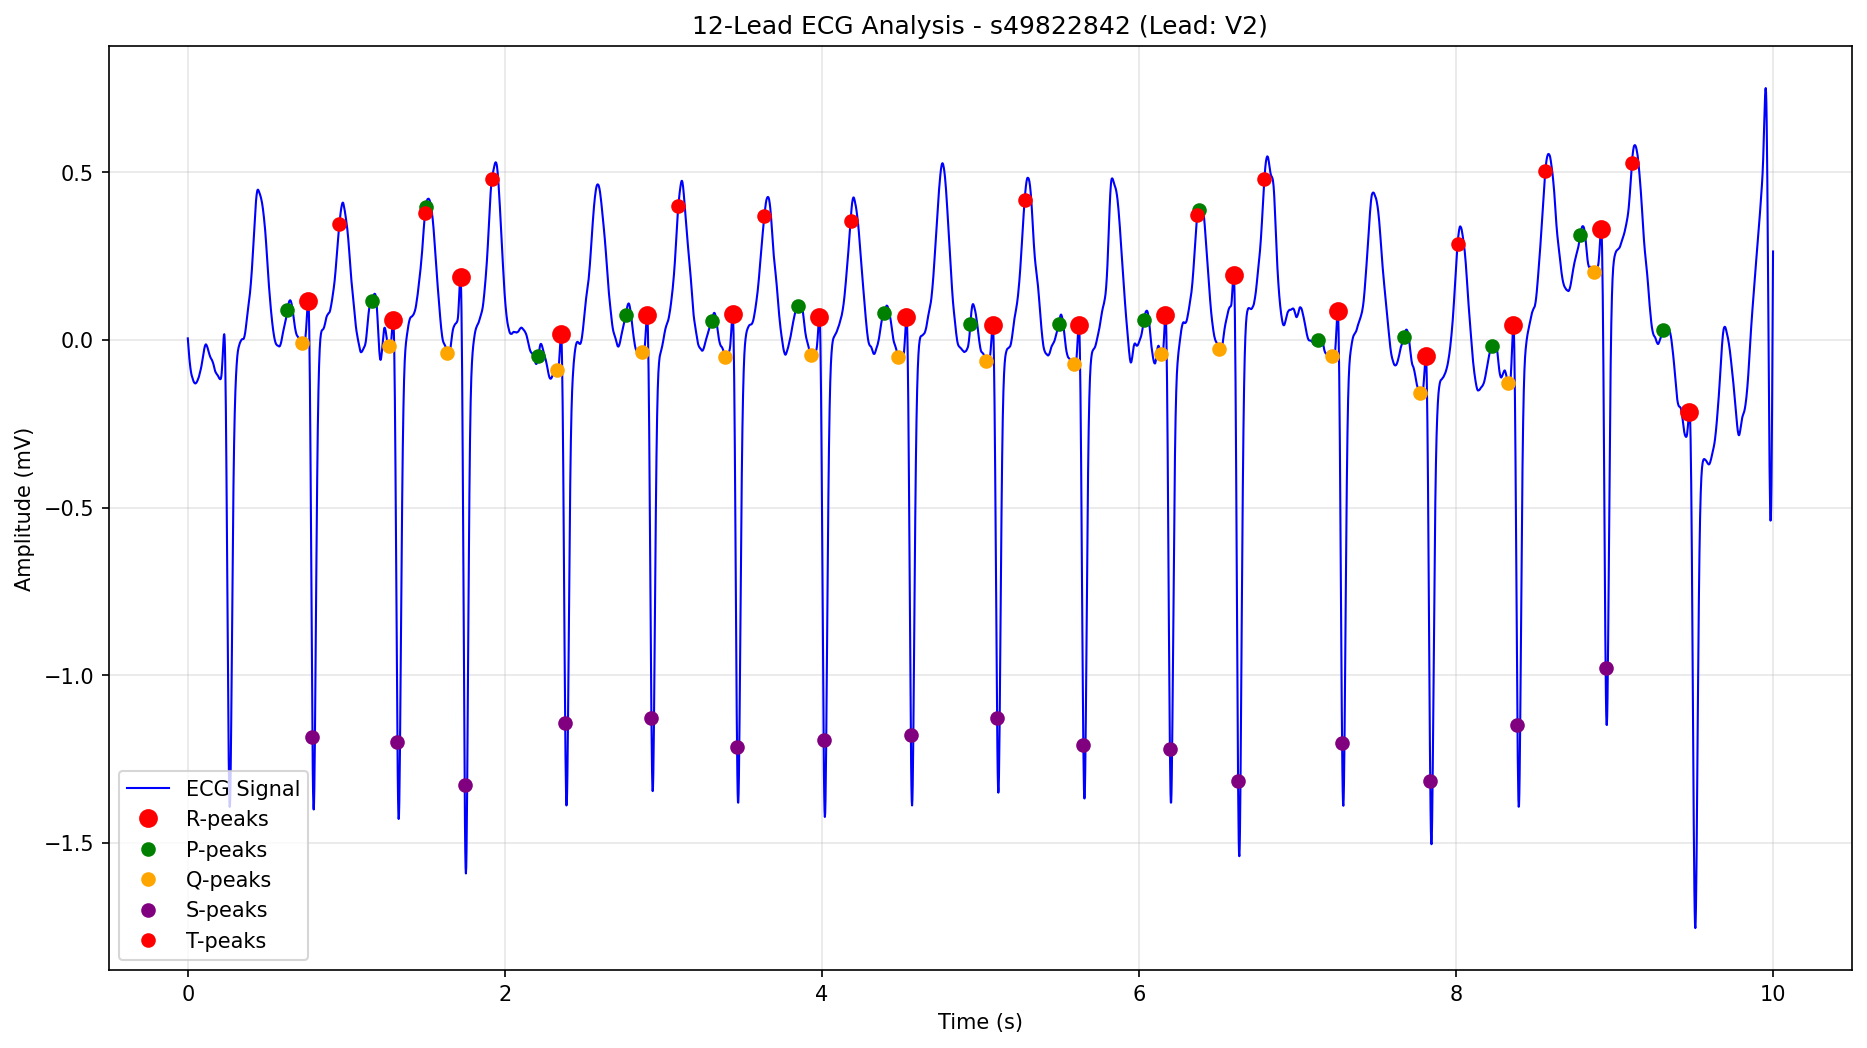 12-Lead ECG Analysis - s49822842 (Lead: V2)
Amplitude (mV)
0.5
0.0
−0.5
−1.0
−1.5
ECG Signal
R-peaks
P-peaks
Q-peaks
S-peaks
T-peaks
0 2 4 6 8 10
Time (s)